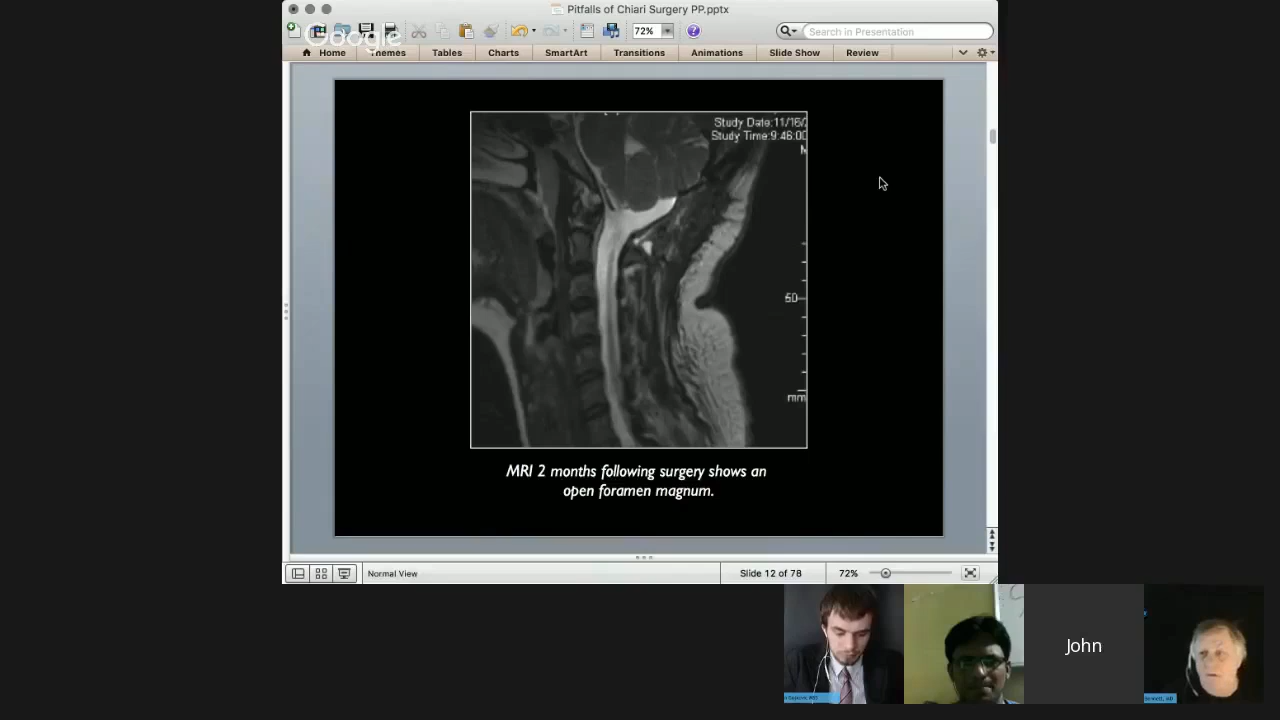 Pitfalls of Chiari Surgery PP.pptx
Google
72%
Search in Presentation
Home Themes Tables Charts SmartArt Transitions Animations Slide Show Review
Study Date:11/16/
Study Time:9:46:00
50
mm
MRI 2 months following surgery shows an
open foramen magnum.
Normal View Slide 12 of 78 72%
John